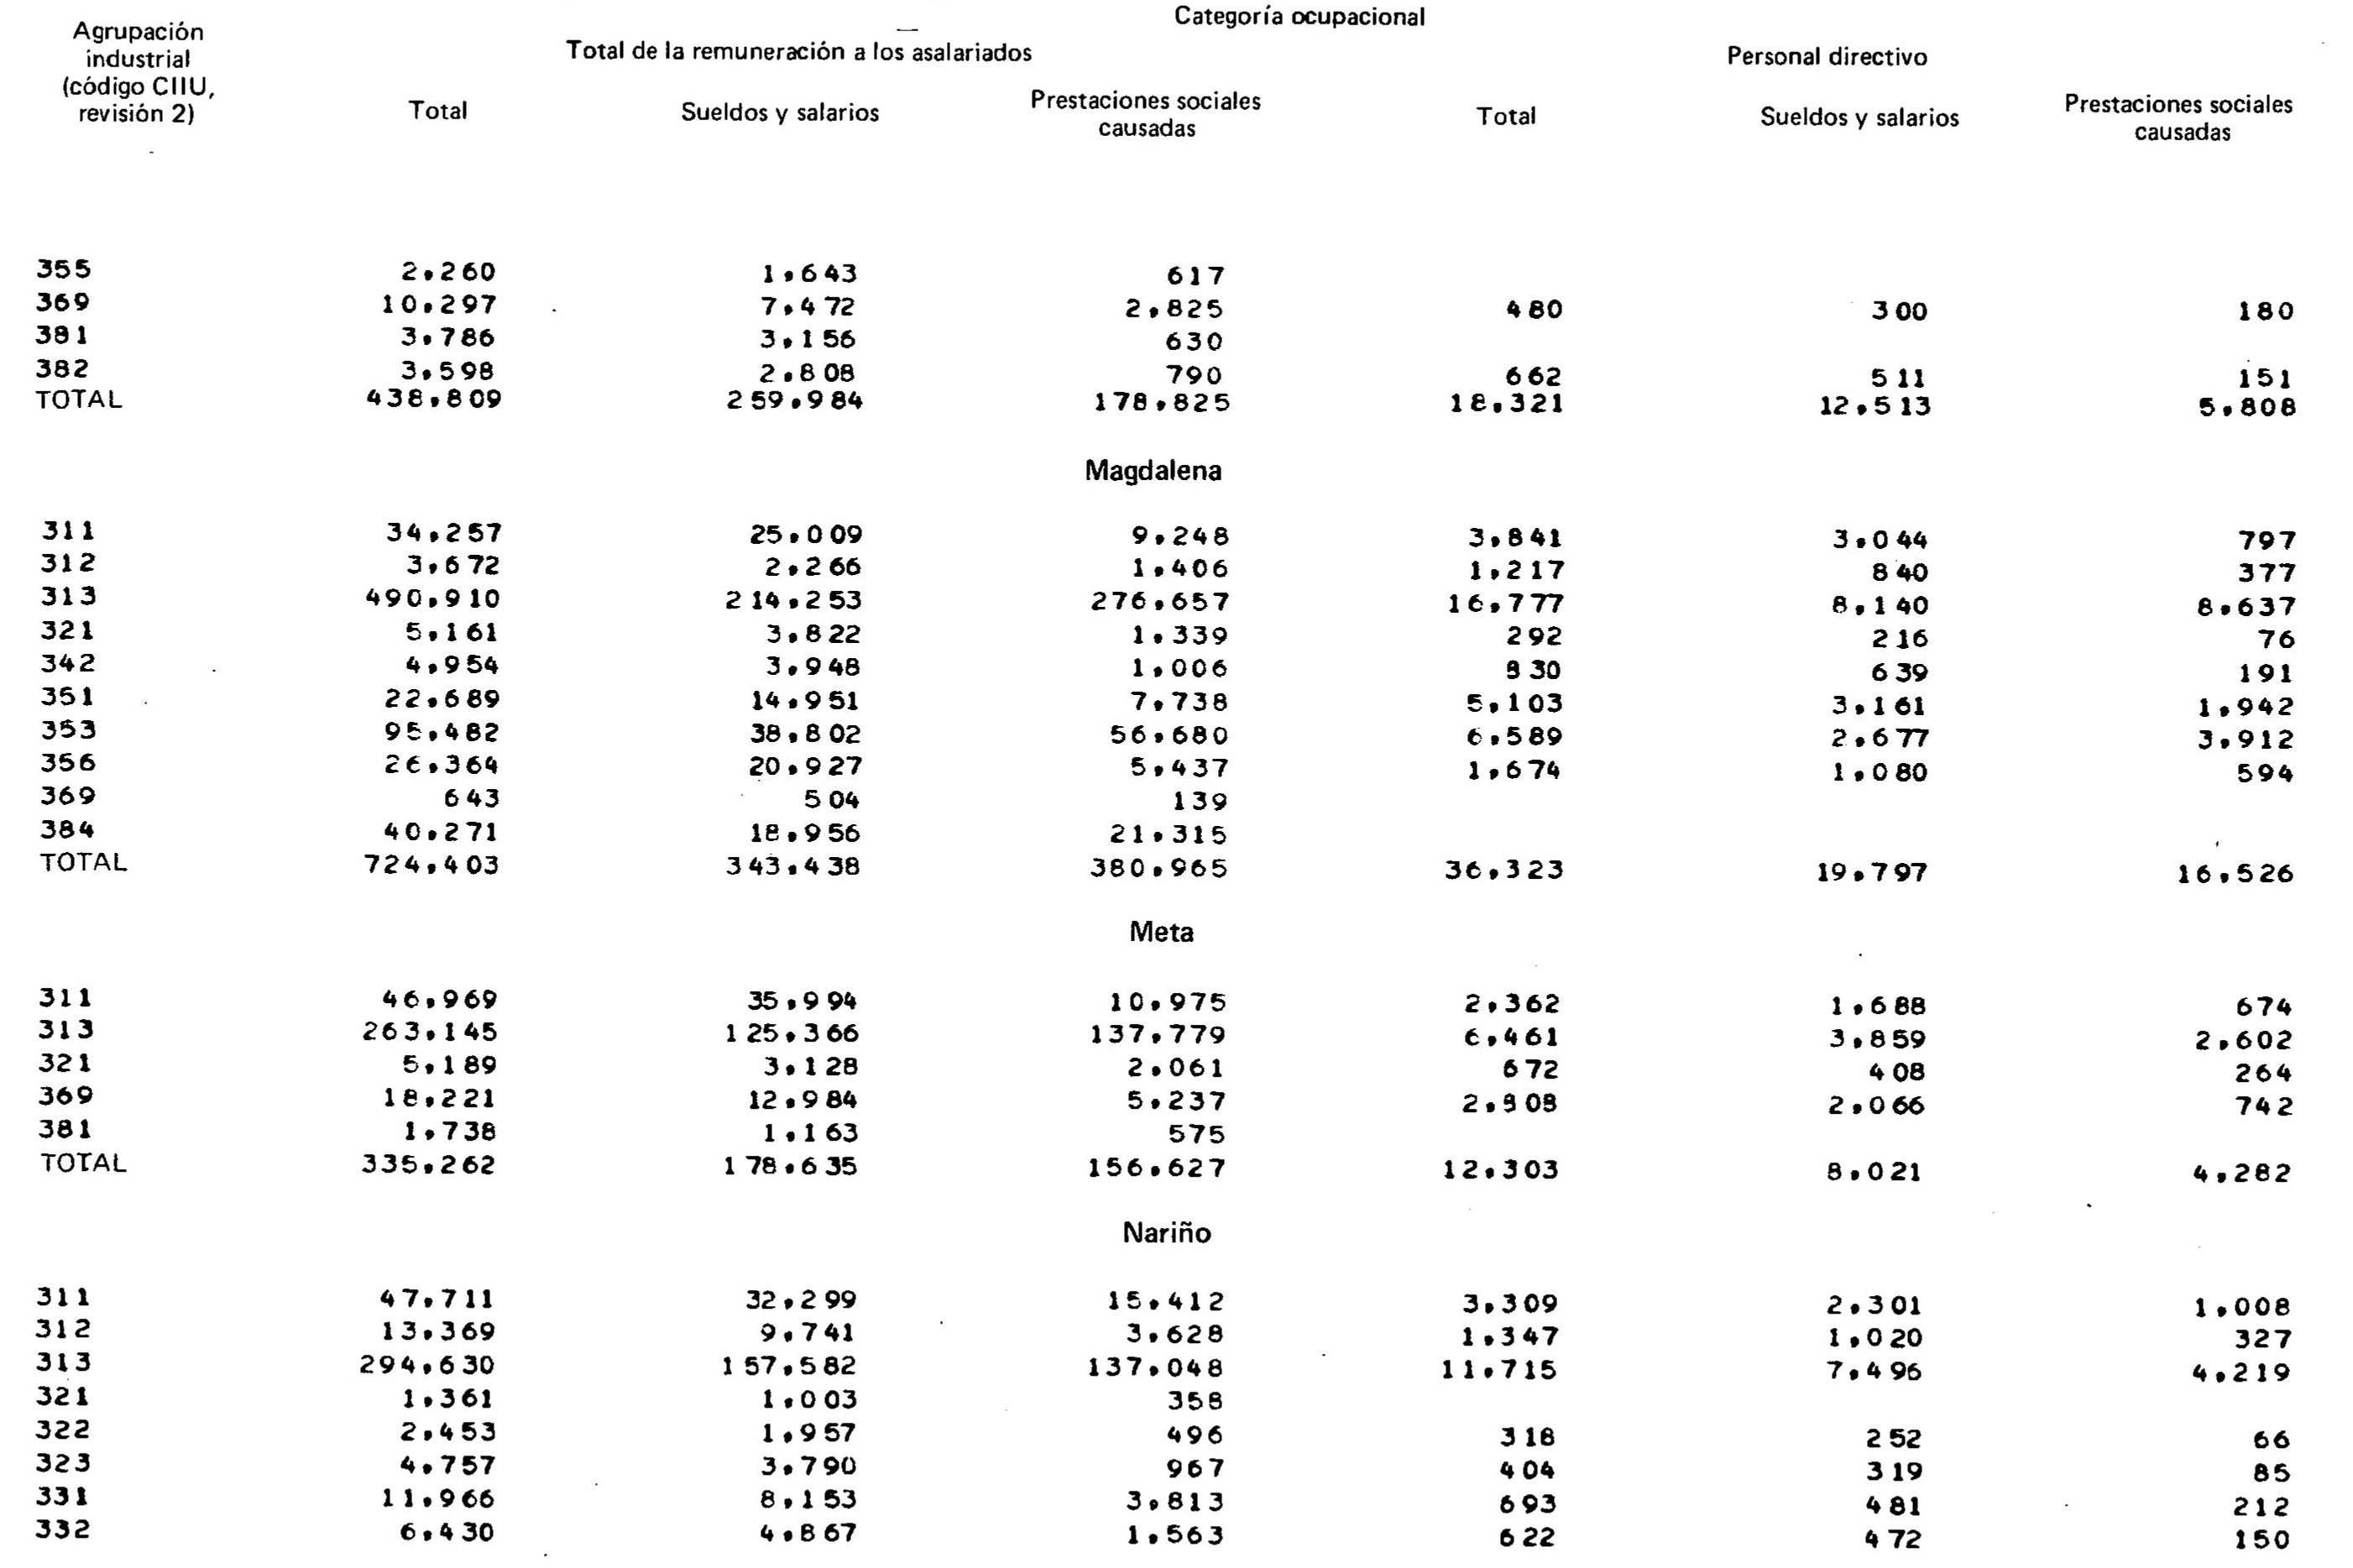 Categoría ocupacional
Agrupación industrial (código CIIU, revisión 2)
Total de la remuneración a los asalariados Personal directivo
Total Sueldos y salarios Prestaciones sociales causadas Total Sueldos y salarios Prestaciones sociales causadas
355 2,260 1,643 617
369 10,297 7,472 2,825 480 300 180
381 3,786 3,156 630
382 3,598 2,808 790 662 511 151
TOTAL 438,809 259,984 178,825 18,321 12,513 5,808
Magdalena
311 34,257 25,009 9,248 3,841 3,044 797
312 3,672 2,266 1,406 1,217 840 377
313 490,910 214,253 276,657 16,777 8,140 8,637
321 5,161 3,822 1,339 292 216 76
342 4,954 3,948 1,006 830 639 191
351 22,689 14,951 7,738 5,103 3,161 1,942
353 95,482 38,802 56,680 6,589 2,677 3,912
356 26,364 20,927 5,437 1,674 1,080 594
369 643 504 139
384 40,271 18,956 21,315
TOTAL 724,403 343,438 380,965 36,323 19,797 16,526
Meta
311 46,969 35,994 10,975 2,362 1,688 674
313 263,145 125,366 137,779 6,461 3,859 2,602
321 5,189 3,128 2,061 672 408 264
369 18,221 12,984 5,237 2,808 2,066 742
381 1,738 1,163 575
TOTAL 335,262 178,635 156,627 12,303 8,021 4,282
Nariño
311 47,711 32,299 15,412 3,309 2,301 1,008
312 13,369 9,741 3,628 1,347 1,020 327
313 294,630 157,582 137,048 11,715 7,496 4,219
321 1,361 1,003 358
322 2,453 1,957 496 318 252 66
323 4,757 3,790 967 404 319 85
331 11,966 8,153 3,813 693 481 212
332 6,430 4,867 1,563 622 472 150